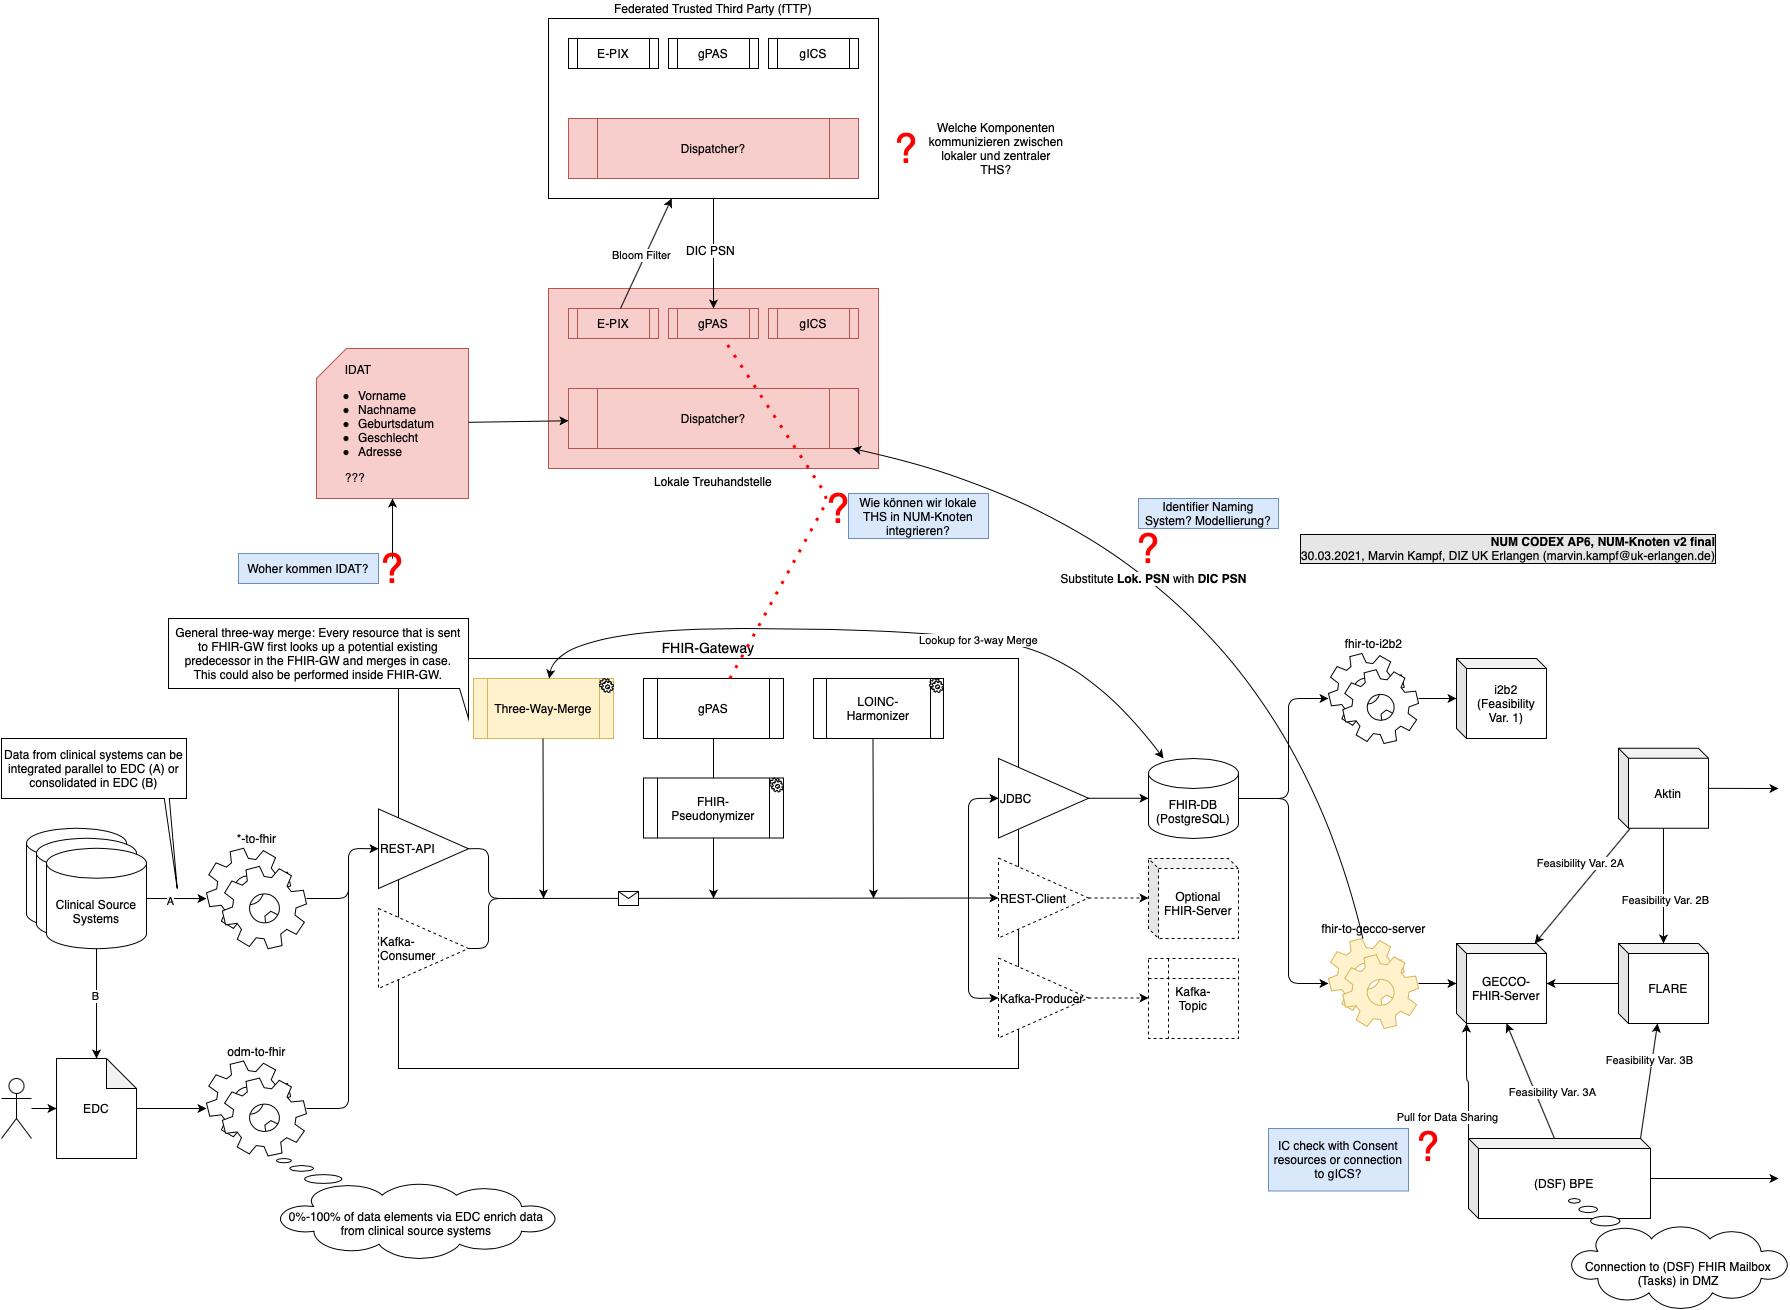 Federated Trusted Third Party (fTTP)
E-PIX
gPAS
gICS
Dispatcher?
?
Welche Komponenten
kommunizieren zwischen
lokaler und zentraler
THS?
Bloom Filter
DIC PSN
E-PIX
gPAS
gICS
Dispatcher?
Lokale Treuhandstelle
IDAT
● Vorname
● Nachname
● Geburtsdatum
● Geschlecht
● Adresse
???
Woher kommen IDAT?
?
?
Wie können wir lokale
THS in NUM-Knoten
integrieren?
Identifier Naming
System? Modellierung?
?
Substitute Lok. PSN with DIC PSN
NUM CODEX AP6, NUM-Knoten v2 final
30.03.2021, Marvin Kampf, DIZ UK Erlangen (marvin.kampf@uk-erlangen.de)
General three-way merge: Every resource that is sent
to FHIR-GW first looks up a potential existing
predecessor in the FHIR-GW and merges in case.
This could also be performed inside FHIR-GW.
FHIR-Gateway
Lookup for 3-way Merge
Three-Way-Merge
gPAS
LOINC-
Harmonizer
FHIR-
Pseudonymizer
Data from clinical systems can be
integrated parallel to EDC (A) or
consolidated in EDC (B)
Clinical Source
Systems
A
B
*-to-fhir
REST-API
Kafka-
Consumer
JDBC
REST-Client
Kafka-Producer
FHIR-DB
(PostgreSQL)
Optional
FHIR-Server
Kafka-
Topic
fhir-to-i2b2
i2b2
(Feasibility
Var. 1)
Aktin
Feasibility Var. 2A
Feasibility Var. 2B
fhir-to-gecco-server
GECCO-
FHIR-Server
FLARE
Feasibility Var. 3B
Feasibility Var. 3A
Pull for Data Sharing
IC check with Consent
resources or connection
to gICS?
?
(DSF) BPE
Connection to (DSF) FHIR Mailbox
(Tasks) in DMZ
EDC
odm-to-fhir
0%-100% of data elements via EDC enrich data
from clinical source systems